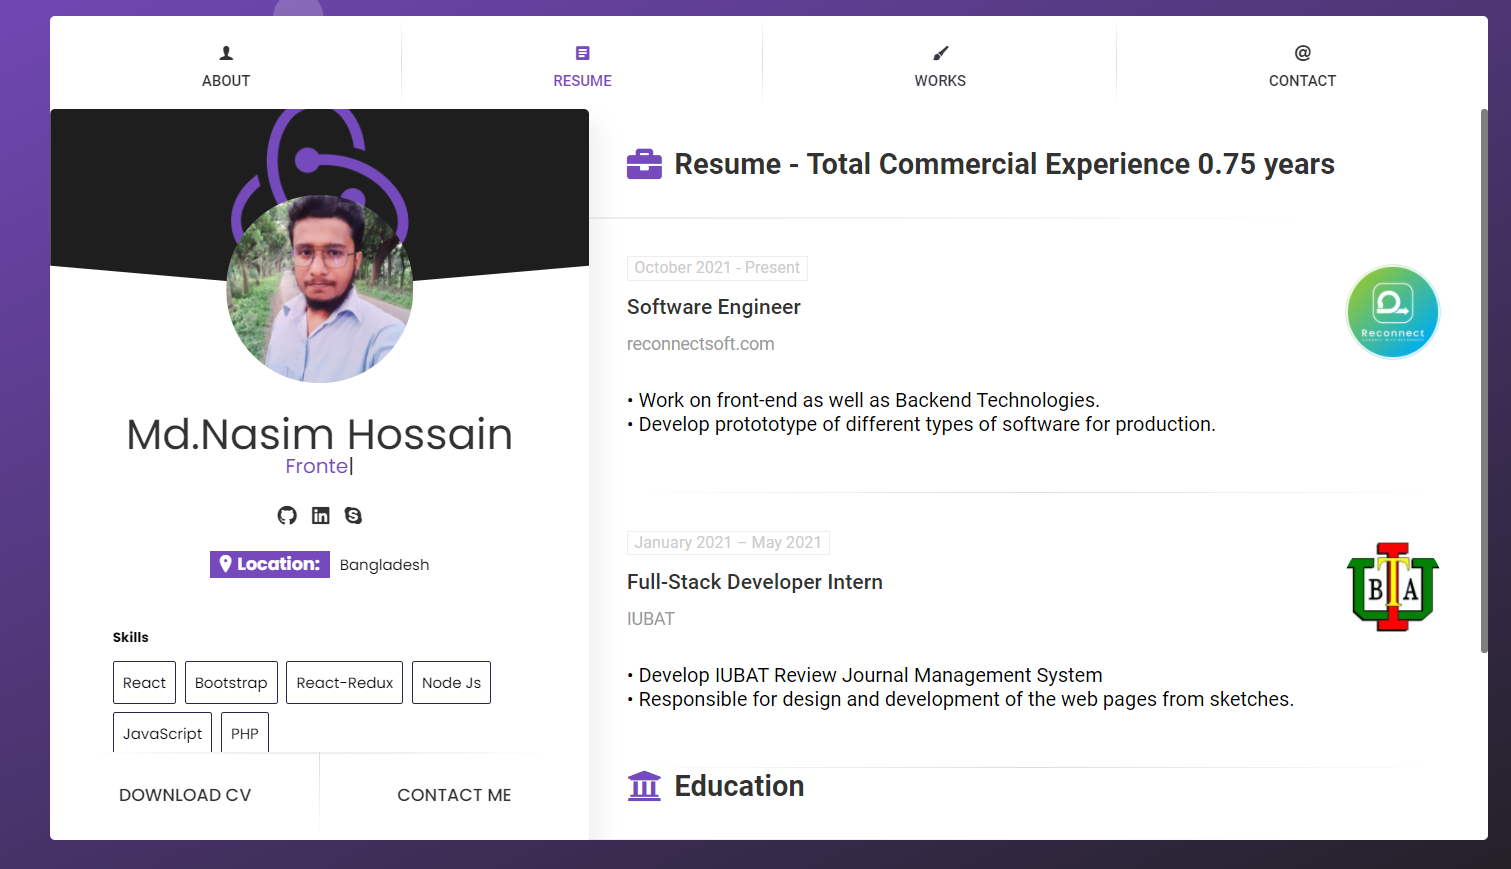 ABOUT
RESUME
WORKS
CONTACT
Md.Nasim Hossain
Fronte|
Location: Bangladesh
Skills
React Bootstrap React-Redux Node Js
JavaScript PHP
DOWNLOAD CV
CONTACT ME
Resume - Total Commercial Experience 0.75 years
October 2021 - Present
Software Engineer
reconnectsoft.com
Reconnect
• Work on front-end as well as Backend Technologies.
• Develop protototype of different types of software for production.
January 2021 – May 2021
Full-Stack Developer Intern
IUBAT
IUBAT
• Develop IUBAT Review Journal Management System
• Responsible for design and development of the web pages from sketches.
Education